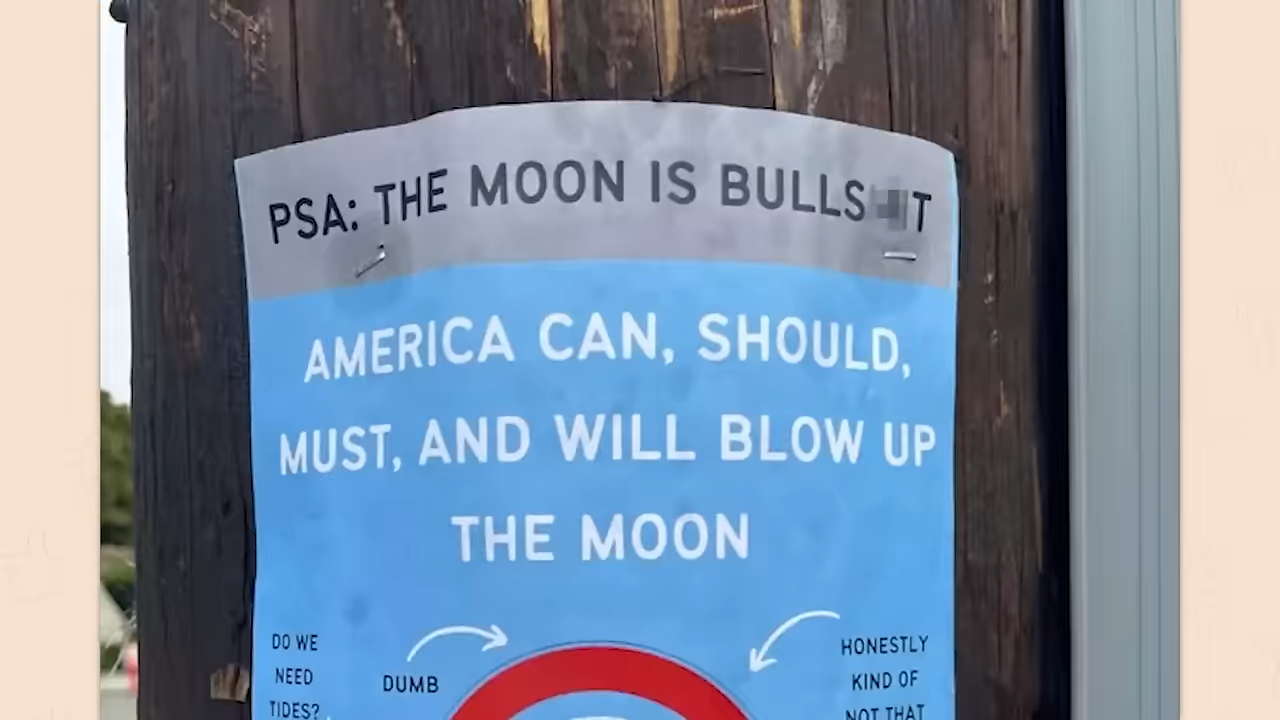 PSA: THE MOON IS BULLS T
AMERICA CAN, SHOULD,
MUST, AND WILL BLOW UP
THE MOON
DO WE
NEED
TIDES?
DUMB
HONESTLY
KIND OF
NOT THAT